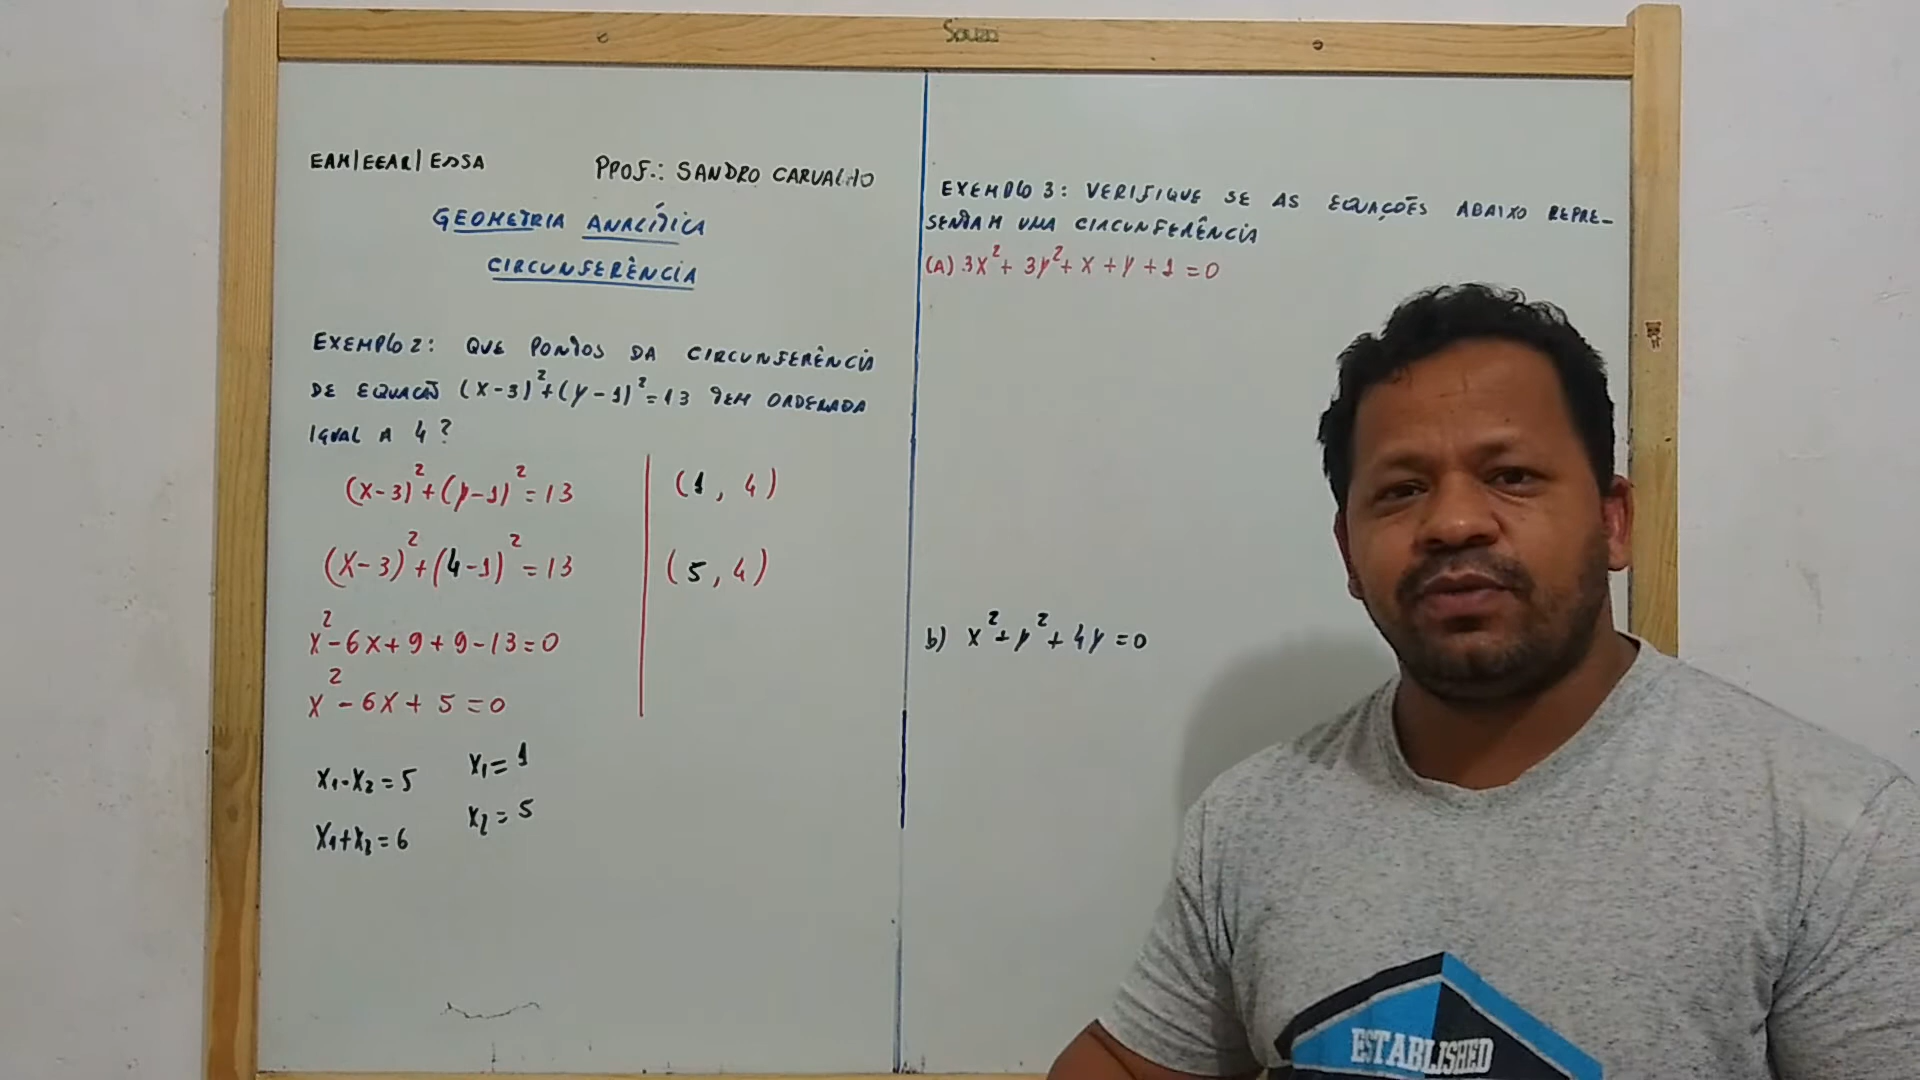 Souza
EAM|EEAR|ESSA
PROF.: SANDRO CARVALHO
GEOMETRIA ANALÍTICA
CIRCUNFERÊNCIA
EXEMPLO 2: QUE PONTOS DA CIRCUNFERÊNCIA
DE EQUAÇÃO (x-3)²+(y-1)²=13 TEM ORDENADA
IGUAL A 4?
(x-3)²+(y-1)²=13
(x-3)²+(4-1)²=13
x²-6x+9+9-13=0
x²-6x+5=0
x₁·x₂=5
x₁+x₂=6
x₁=1
x₂=5
(1, 4)
(5, 4)
EXEMPLO 3: VERIFIQUE SE AS EQUAÇÕES ABAIXO REPRE-
SENTAM UMA CIRCUNFERÊNCIA
(A) 3x²+3y²+x+y+1=0
b) x²+y²+4y=0
ESTABLISHED